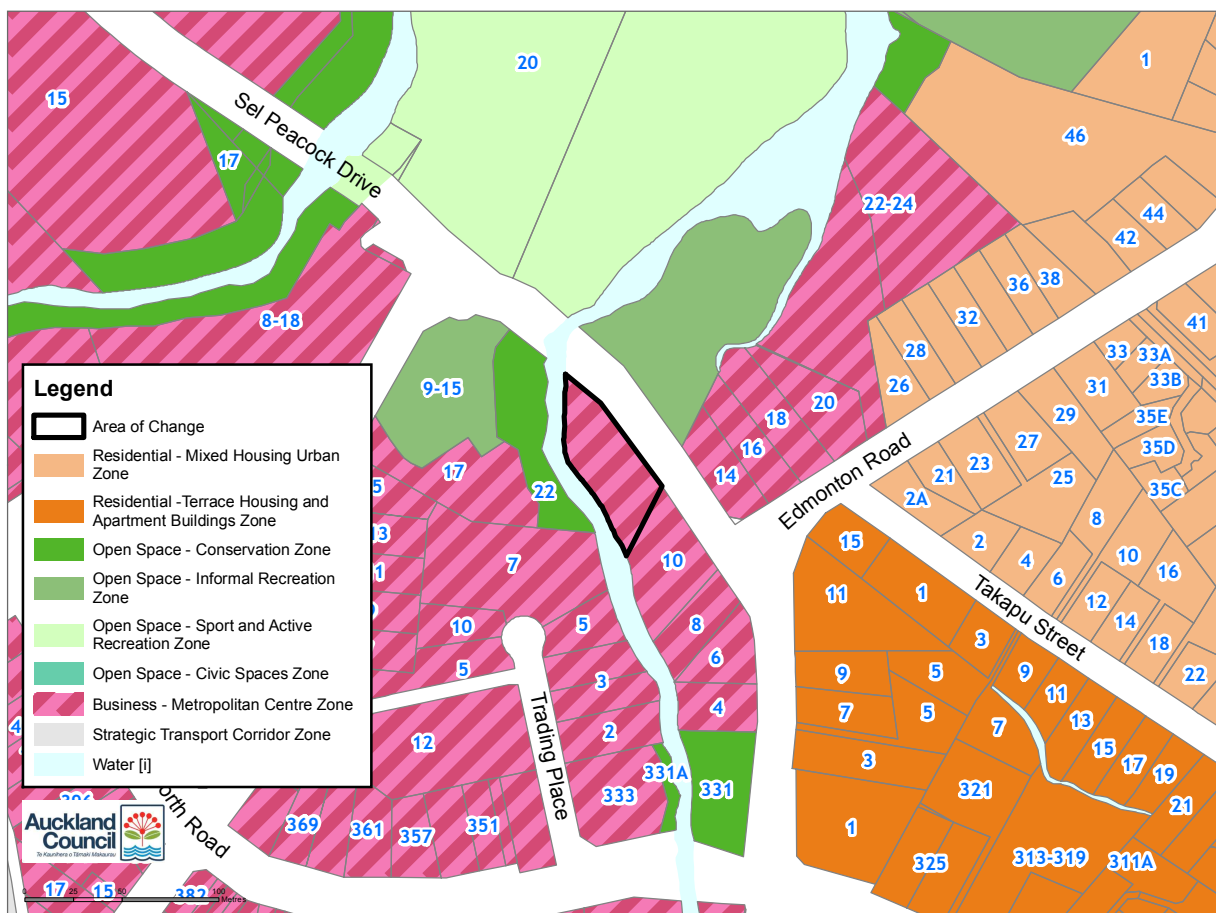 20
1
15
Sel Peacock Drive
46
17
22-24
44
42
36
38
8-18
32
41
33
33A
28
33B
31
26
9-15
20
35E
29
18
27
35D
16
23
17
21
25
14
35C
22
2A
5
8
13
15
2
10
7
10
4
16
6
11
1
12
14
10
5
8
3
18
6
9
5
9
22
5
3
11
4
7
5
7
13
2
15
12
17
3
19
331A
331
321
333
21
369
361
357
351
1
325
313-319
311A
17
15
382
396
Edmonton Road
Takapu Street
Trading Place
orth Road
Legend
Area of Change
Residential - Mixed Housing Urban
Zone
Residential -Terrace Housing and
Apartment Buildings Zone
Open Space - Conservation Zone
Open Space - Informal Recreation
Zone
Open Space - Sport and Active
Recreation Zone
Open Space - Civic Spaces Zone
Business - Metropolitan Centre Zone
Strategic Transport Corridor Zone
Water [i]
Auckland
Council
Te Kaunihera o Tāmaki Makaurau
0 25 50 100
Metres